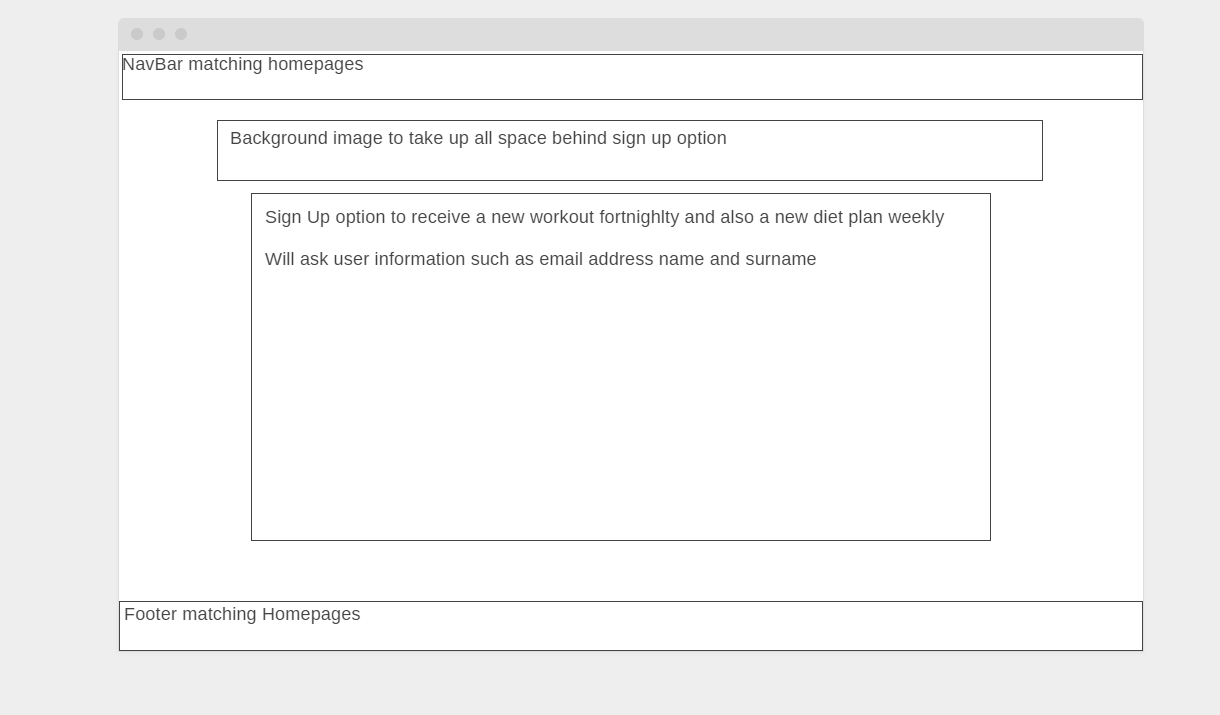 NavBar matching homepages
Background image to take up all space behind sign up option
Sign Up option to receive a new workout fortnighlty and also a new diet plan weekly
Will ask user information such as email address name and surname
Footer matching Homepages